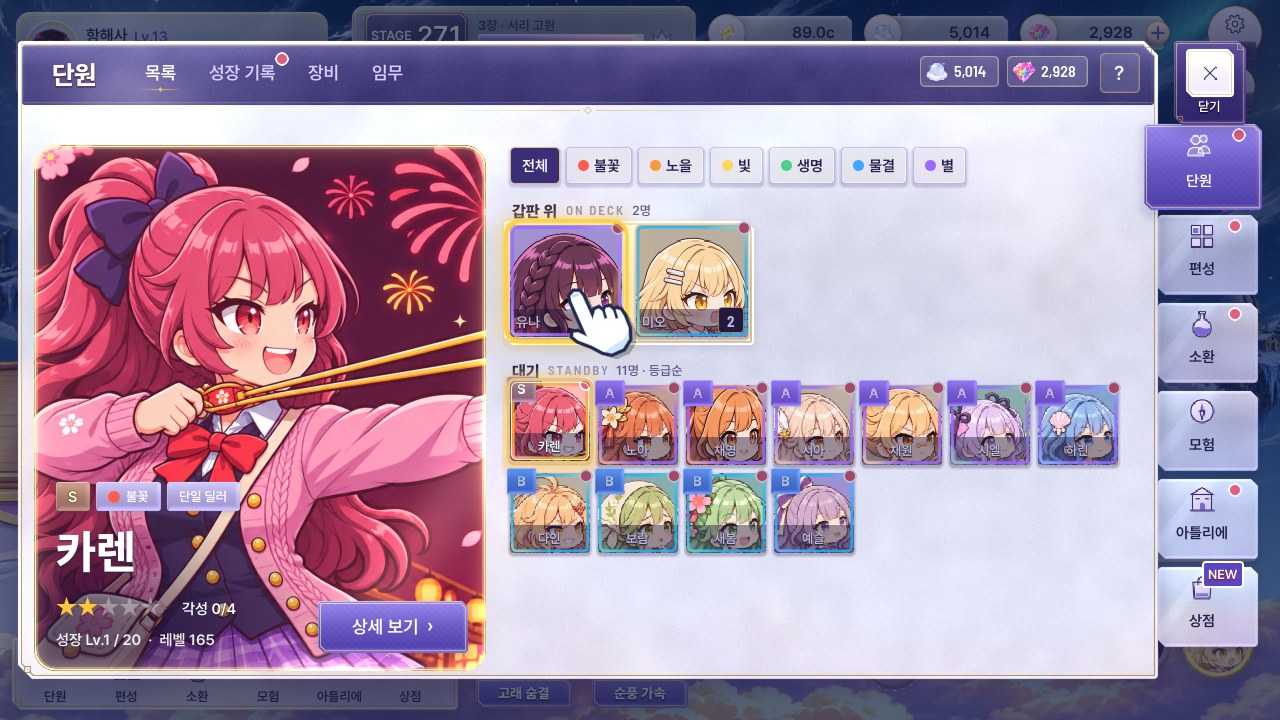 항해사 Lv.13
STAGE 271
3장 · 서리 고원
89.0c
5,014
2,928
단원
목록
성장 기록
장비
임무
5,014
2,928
?
닫기
전체
불꽃
노을
빛
생명
물결
별
갑판 위 ON DECK 2명
유나
미오
2
대기 STANDBY 11명 · 등급순
S
카렌
A
노아
A
재영
A
서아
A
재원
A
시엘
A
하린
B
다인
B
보람
B
새봄
B
예슬
S
불꽃
단일 딜러
카렌
각성 0/4
성장 Lv.1 / 20 · 레벨 165
상세 보기 ›
단원
편성
소환
모험
아틀리에
NEW
상점
단원
편성
소환
모험
아틀리에
상점
고래 숨결
순풍 가속